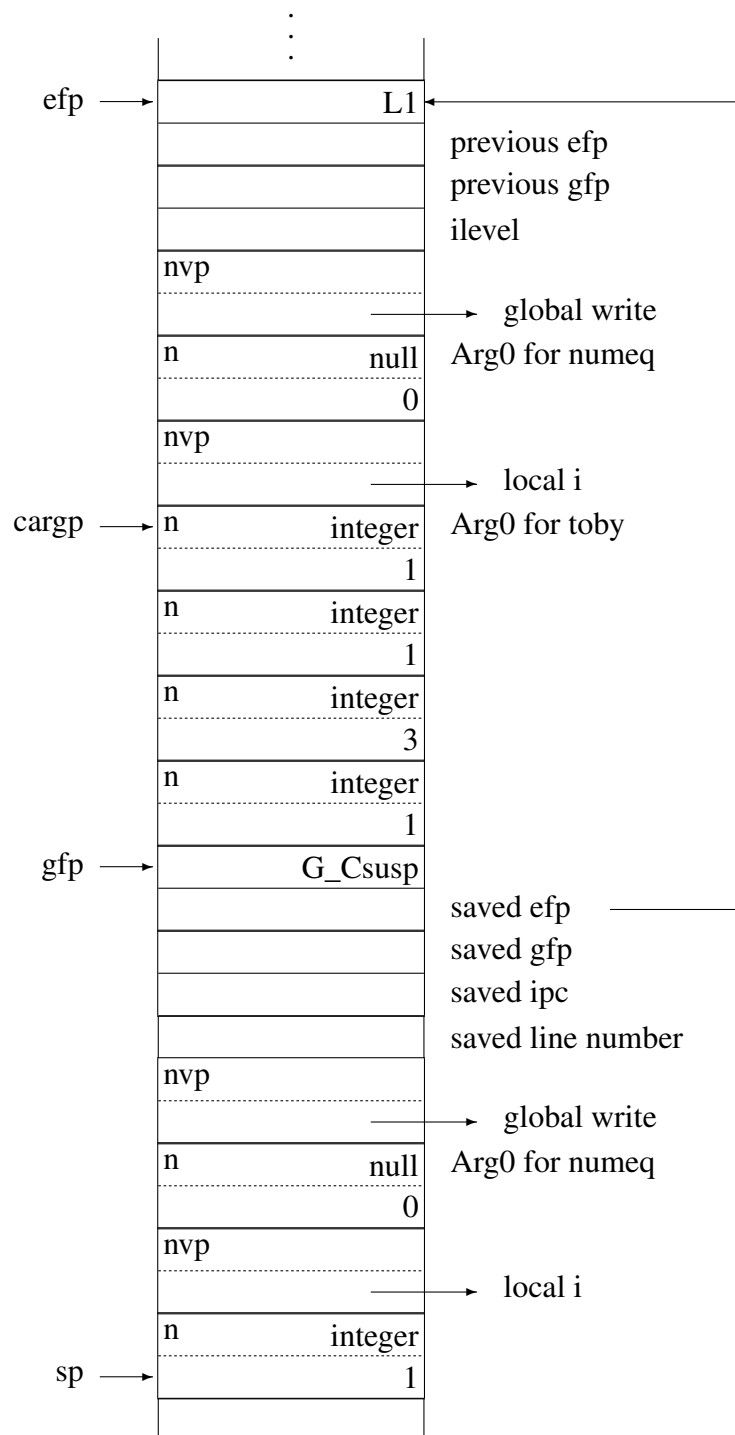 efp L1
previous efp
previous gfp
ilevel
nvp
global write
n null Arg0 for numeq
0
nvp
local i
cargp n integer Arg0 for toby
1
n integer
1
n integer
3
n integer
1
gfp G_Csusp
saved efp
saved gfp
saved ipc
saved line number
nvp
global write
n null Arg0 for numeq
0
nvp
local i
n integer
sp 1